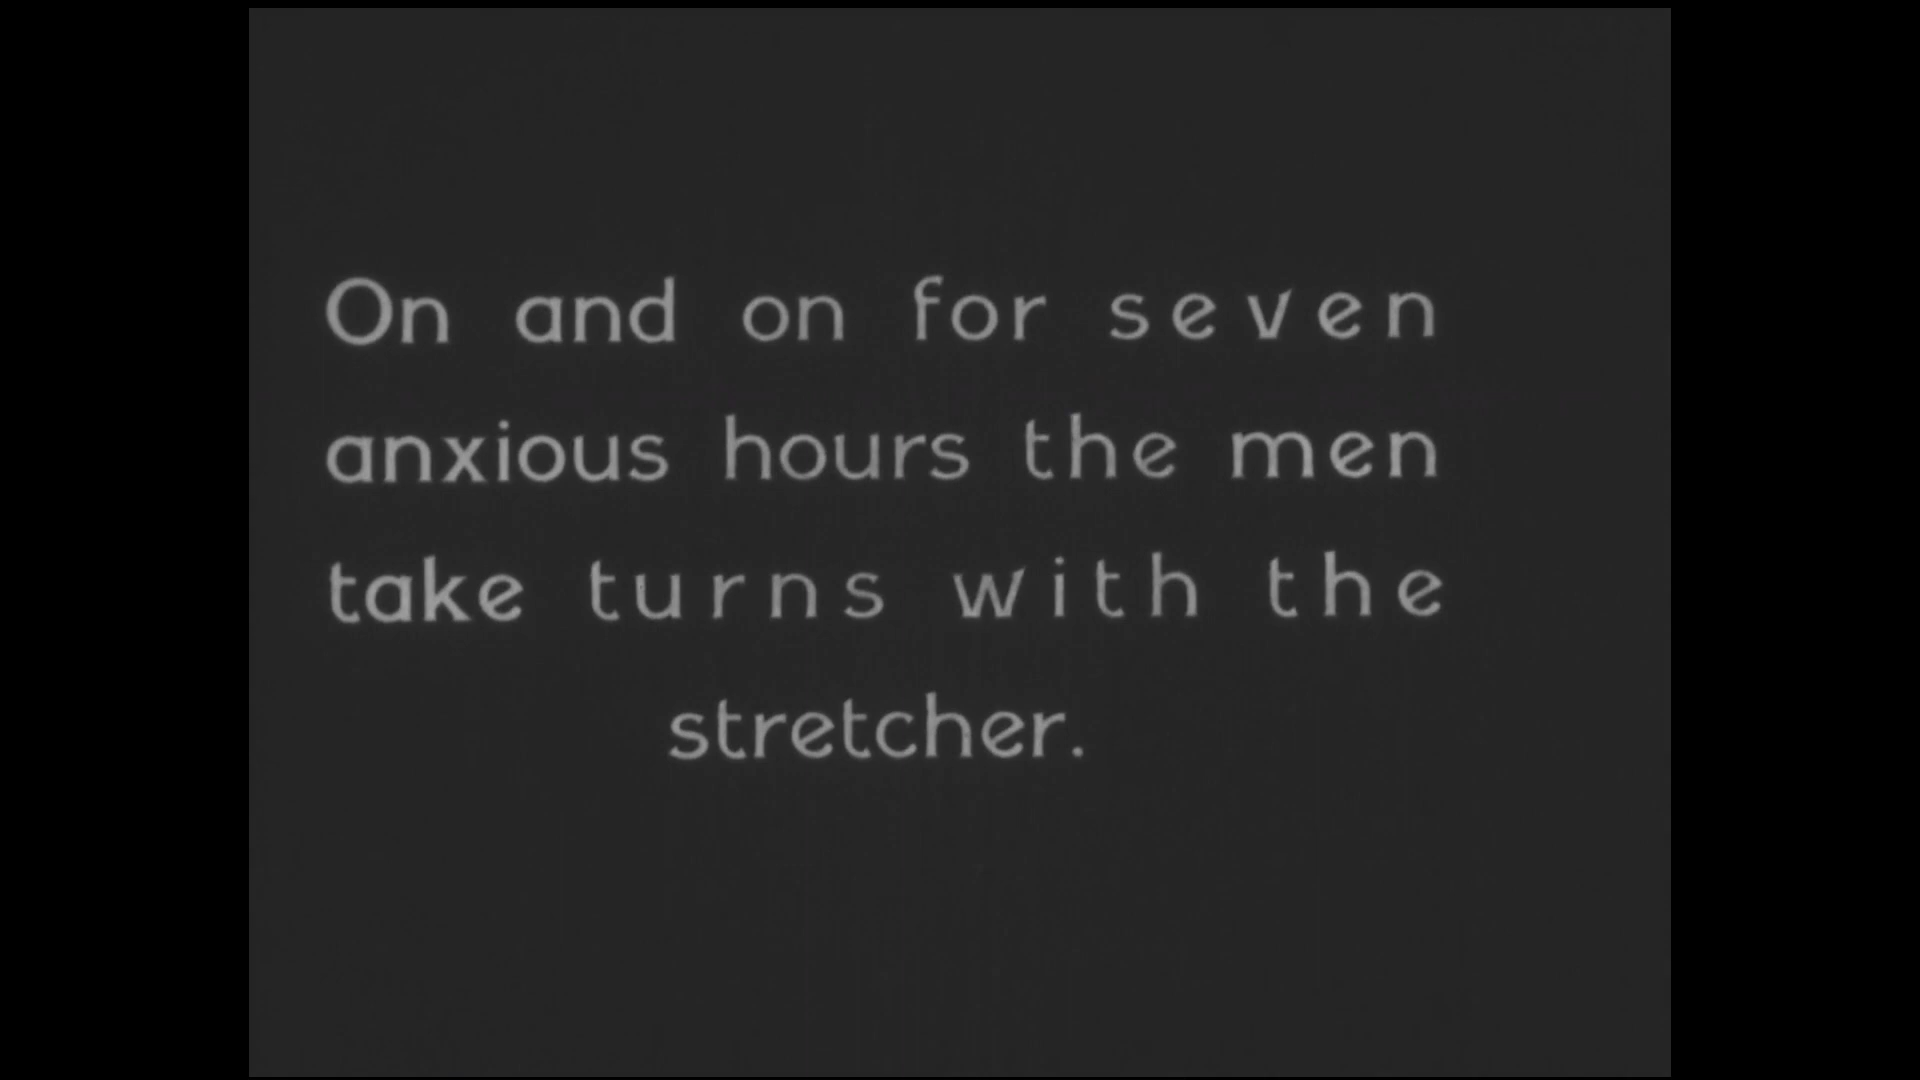 On and on for seven
anxious hours the men
take turns with the
stretcher.